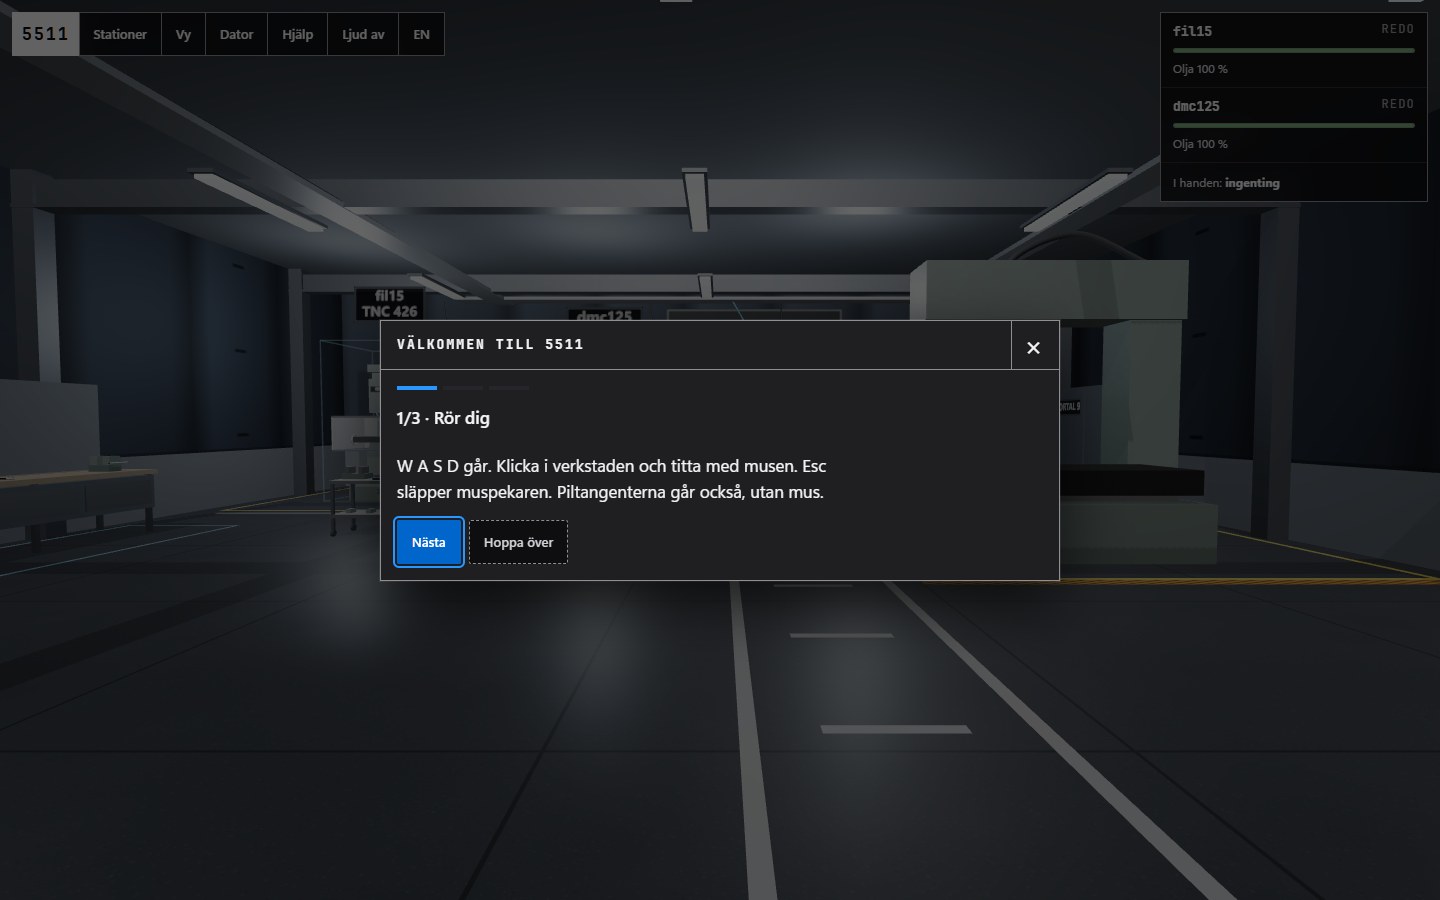 5511 Stationer Vy Dator Hjälp Ljud av EN
fil15 REDO
Olja 100 %
dmc125 REDO
Olja 100 %
I handen: ingenting
fil15
TNC 426
dmc125
VÄLKOMMEN TILL 5511
1/3 · Rör dig
W A S D går. Klicka i verkstaden och titta med musen. Esc
släpper muspekaren. Piltangenterna går också, utan mus.
Nästa Hoppa över